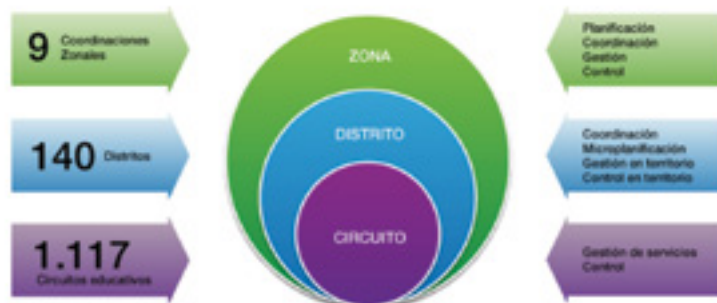 9 Coordinaciones
Zonales
ZONA
Planificación
Coordinación
Gestión
Control
140 Distritos
DISTRITO
Coordinación
Microplanificación
Gestión en territorio
Control en territorio
1.117
Circuitos educativos
CIRCUITO
Gestión de servicios
Control